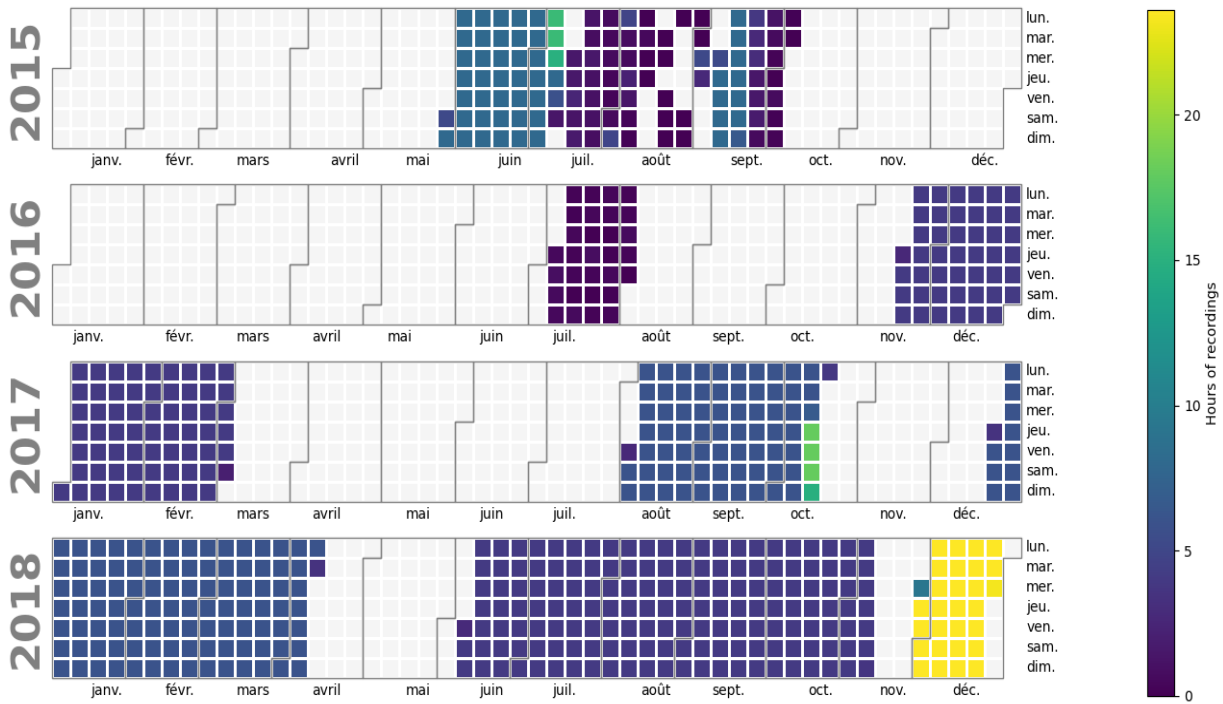 2015
lun.
mar.
mer.
jeu.
ven.
sam.
dim.
janv. févr. mars avril mai juin juil. août sept. oct. nov. déc.
2016
lun.
mar.
mer.
jeu.
ven.
sam.
dim.
janv. févr. mars avril mai juin juil. août sept. oct. nov. déc.
2017
lun.
mar.
mer.
jeu.
ven.
sam.
dim.
janv. févr. mars avril mai juin juil. août sept. oct. nov. déc.
2018
lun.
mar.
mer.
jeu.
ven.
sam.
dim.
janv. févr. mars avril mai juin juil. août sept. oct. nov. déc.
20
15
10
5
0
Hours of recordings